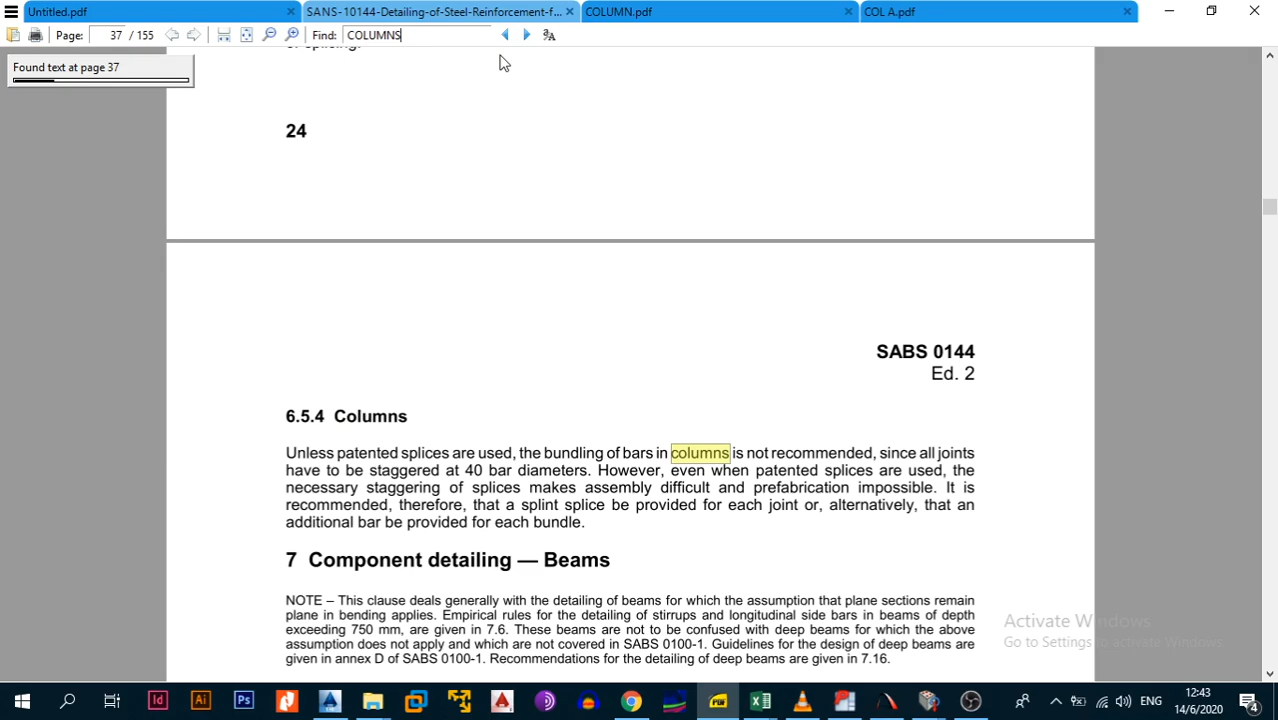 Untitled.pdf
SANS-10144-Detailing-of-Steel-Reinforcement-f...
COLUMN.pdf
COL A.pdf
Page: 37 / 155
Find: COLUMNS
Found text at page 37
of splicing.
24
SABS 0144
Ed. 2
6.5.4 Columns
Unless patented splices are used, the bundling of bars in columns is not recommended, since all joints
have to be staggered at 40 bar diameters. However, even when patented splices are used, the
necessary staggering of splices makes assembly difficult and prefabrication impossible. It is
recommended, therefore, that a splint splice be provided for each joint or, alternatively, that an
additional bar be provided for each bundle.
7 Component detailing — Beams
NOTE – This clause deals generally with the detailing of beams for which the assumption that plane sections remain
plane in bending applies. Empirical rules for the detailing of stirrups and longitudinal side bars in beams of depth
exceeding 750 mm, are given in 7.6. These beams are not to be confused with deep beams for which the above
assumption does not apply and which are not covered in SABS 0100-1. Guidelines for the design of deep beams are
given in annex D of SABS 0100-1. Recommendations for the detailing of deep beams are given in 7.16.
Activate Windows
Go to Settings to activate Windows.
Id
Ai
Ps
PDF
ENG
12:43
14/6/2020
4